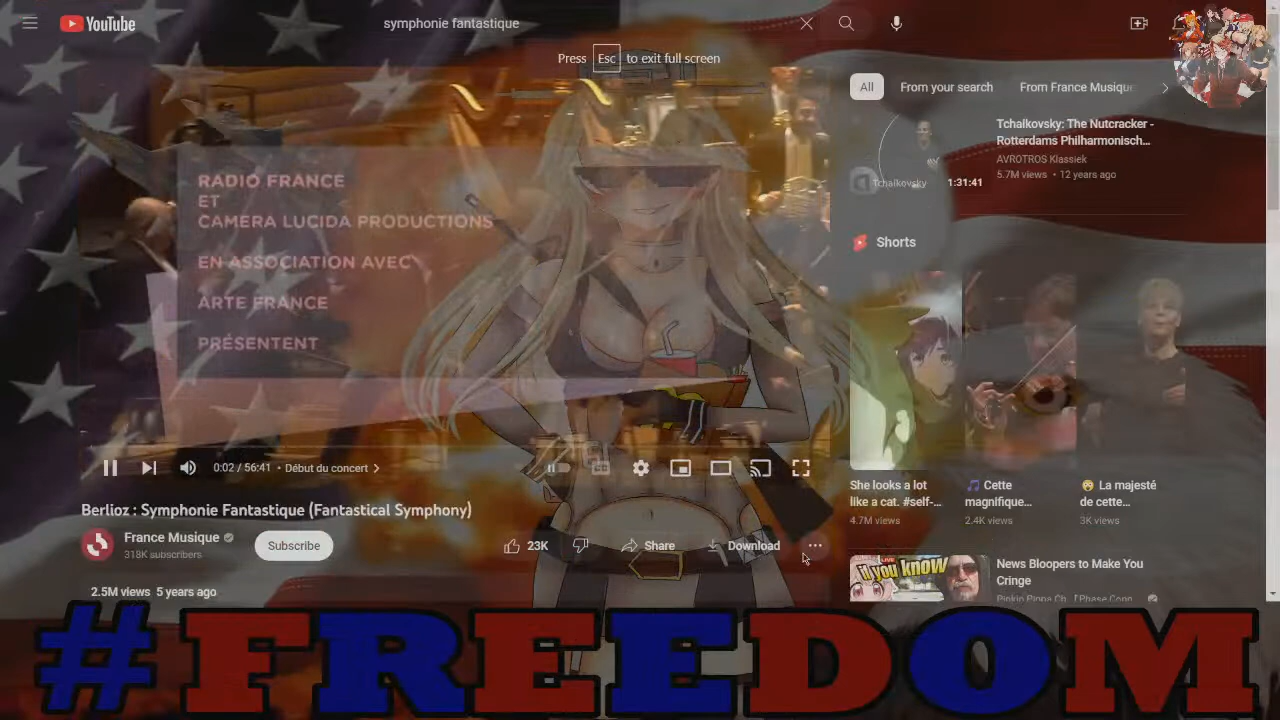 YouTube
symphonie fantastique
Press Esc to exit full screen
All
From your search
From France Musique
RADIO FRANCE
ET
CAMERA LUCIDA PRODUCTIONS
EN ASSOCIATION AVEC
ARTE FRANCE
PRÉSENTENT
0:02 / 56:41 • Début du concert
Berlioz : Symphonie Fantastique (Fantastical Symphony)
France Musique
318K subscribers
Subscribe
23K
Share
Download
2.5M views 5 years ago
Tchaikovsky
1:31:41
Tchaikovsky: The Nutcracker -
Rotterdams Philharmonisch...
AVROTROS Klassiek
5.7M views • 12 years ago
Shorts
She looks a lot
like a cat. #self-...
4.7M views
🎵 Cette
magnifique...
2.4K views
😮 La majesté
de cette...
3K views
if you know
News Bloopers to Make You
Cringe
#FREEDOM